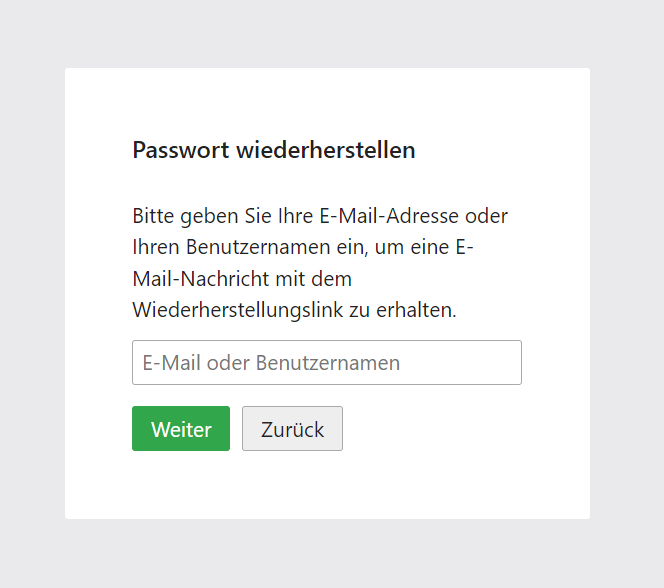 Passwort wiederherstellen
Bitte geben Sie Ihre E-Mail-Adresse oder
Ihren Benutzernamen ein, um eine E-
Mail-Nachricht mit dem
Wiederherstellungslink zu erhalten.
E-Mail oder Benutzernamen
Weiter Zurück